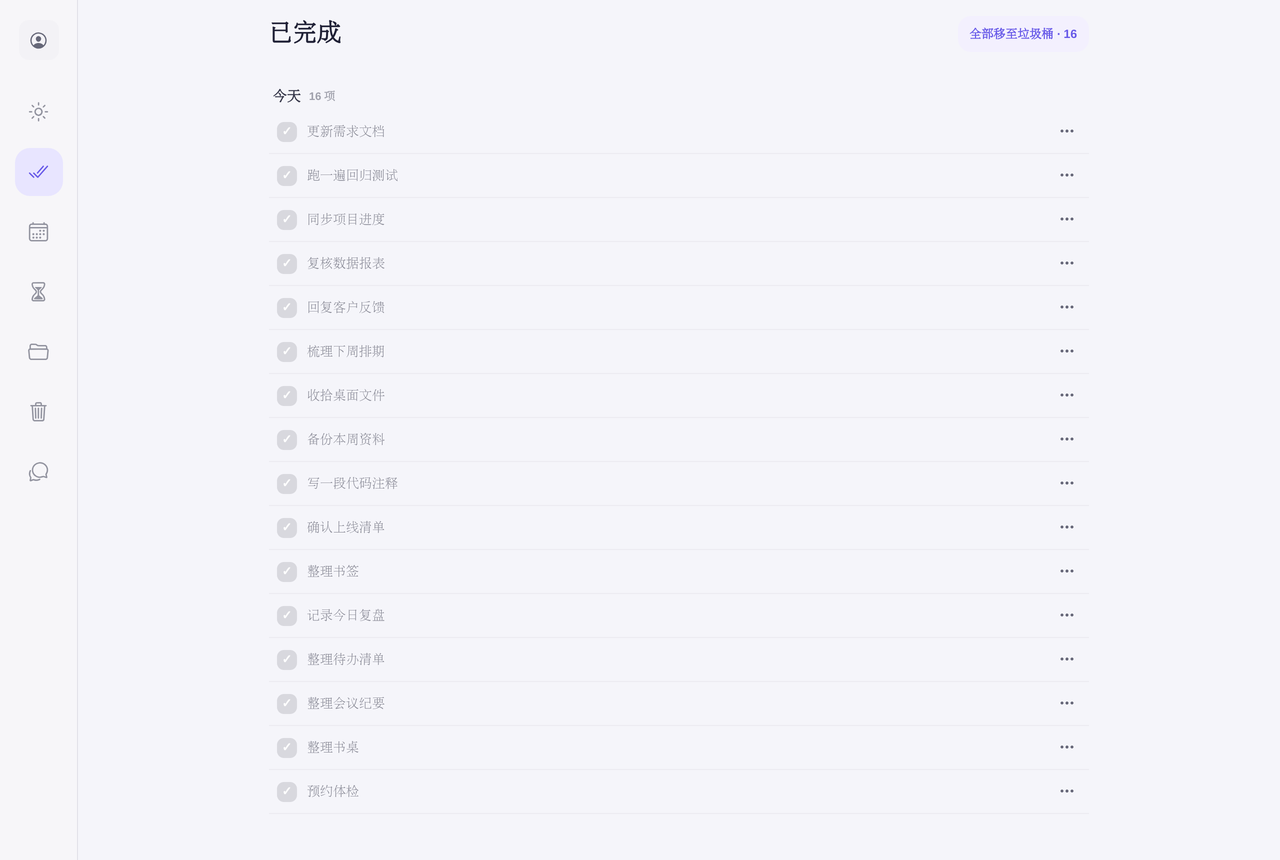 已完成
全部移至垃圾桶 · 16
今天 16 项
更新需求文档
跑一遍回归测试
同步项目进度
复核数据报表
回复客户反馈
梳理下周排期
收拾桌面文件
备份本周资料
写一段代码注释
确认上线清单
整理书签
记录今日复盘
整理待办清单
整理会议纪要
整理书桌
预约体检